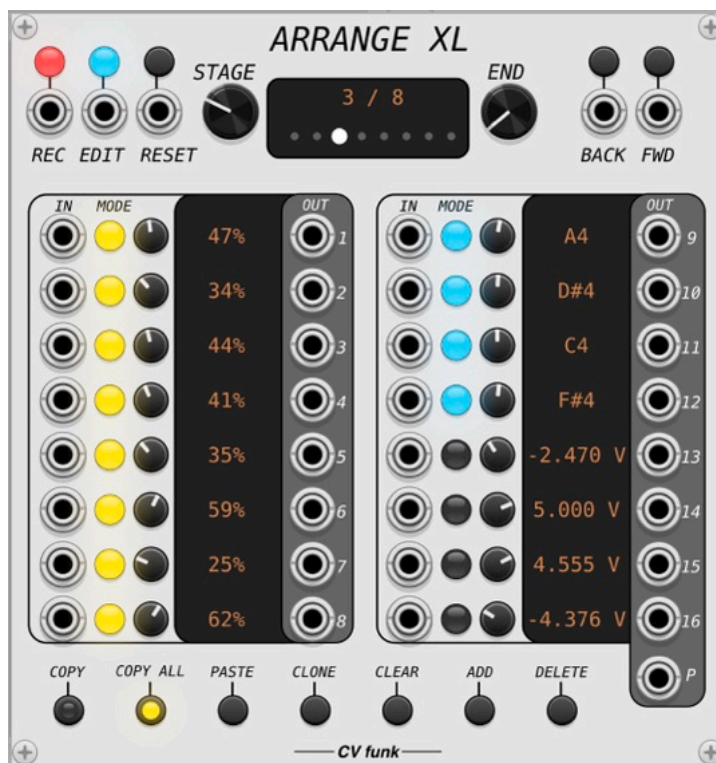 ARRANGE XL
STAGE
3 / 8
END
REC EDIT RESET
BACK FWD
IN MODE OUT
47% 1
34% 2
44% 3
41% 4
35% 5
59% 6
25% 7
62% 8
IN MODE OUT
A4 9
D#4 10
C4 11
F#4 12
-2.470 V 13
5.000 V 14
4.555 V 15
-4.376 V 16
P
COPY COPY ALL PASTE CLONE CLEAR ADD DELETE
CV funk